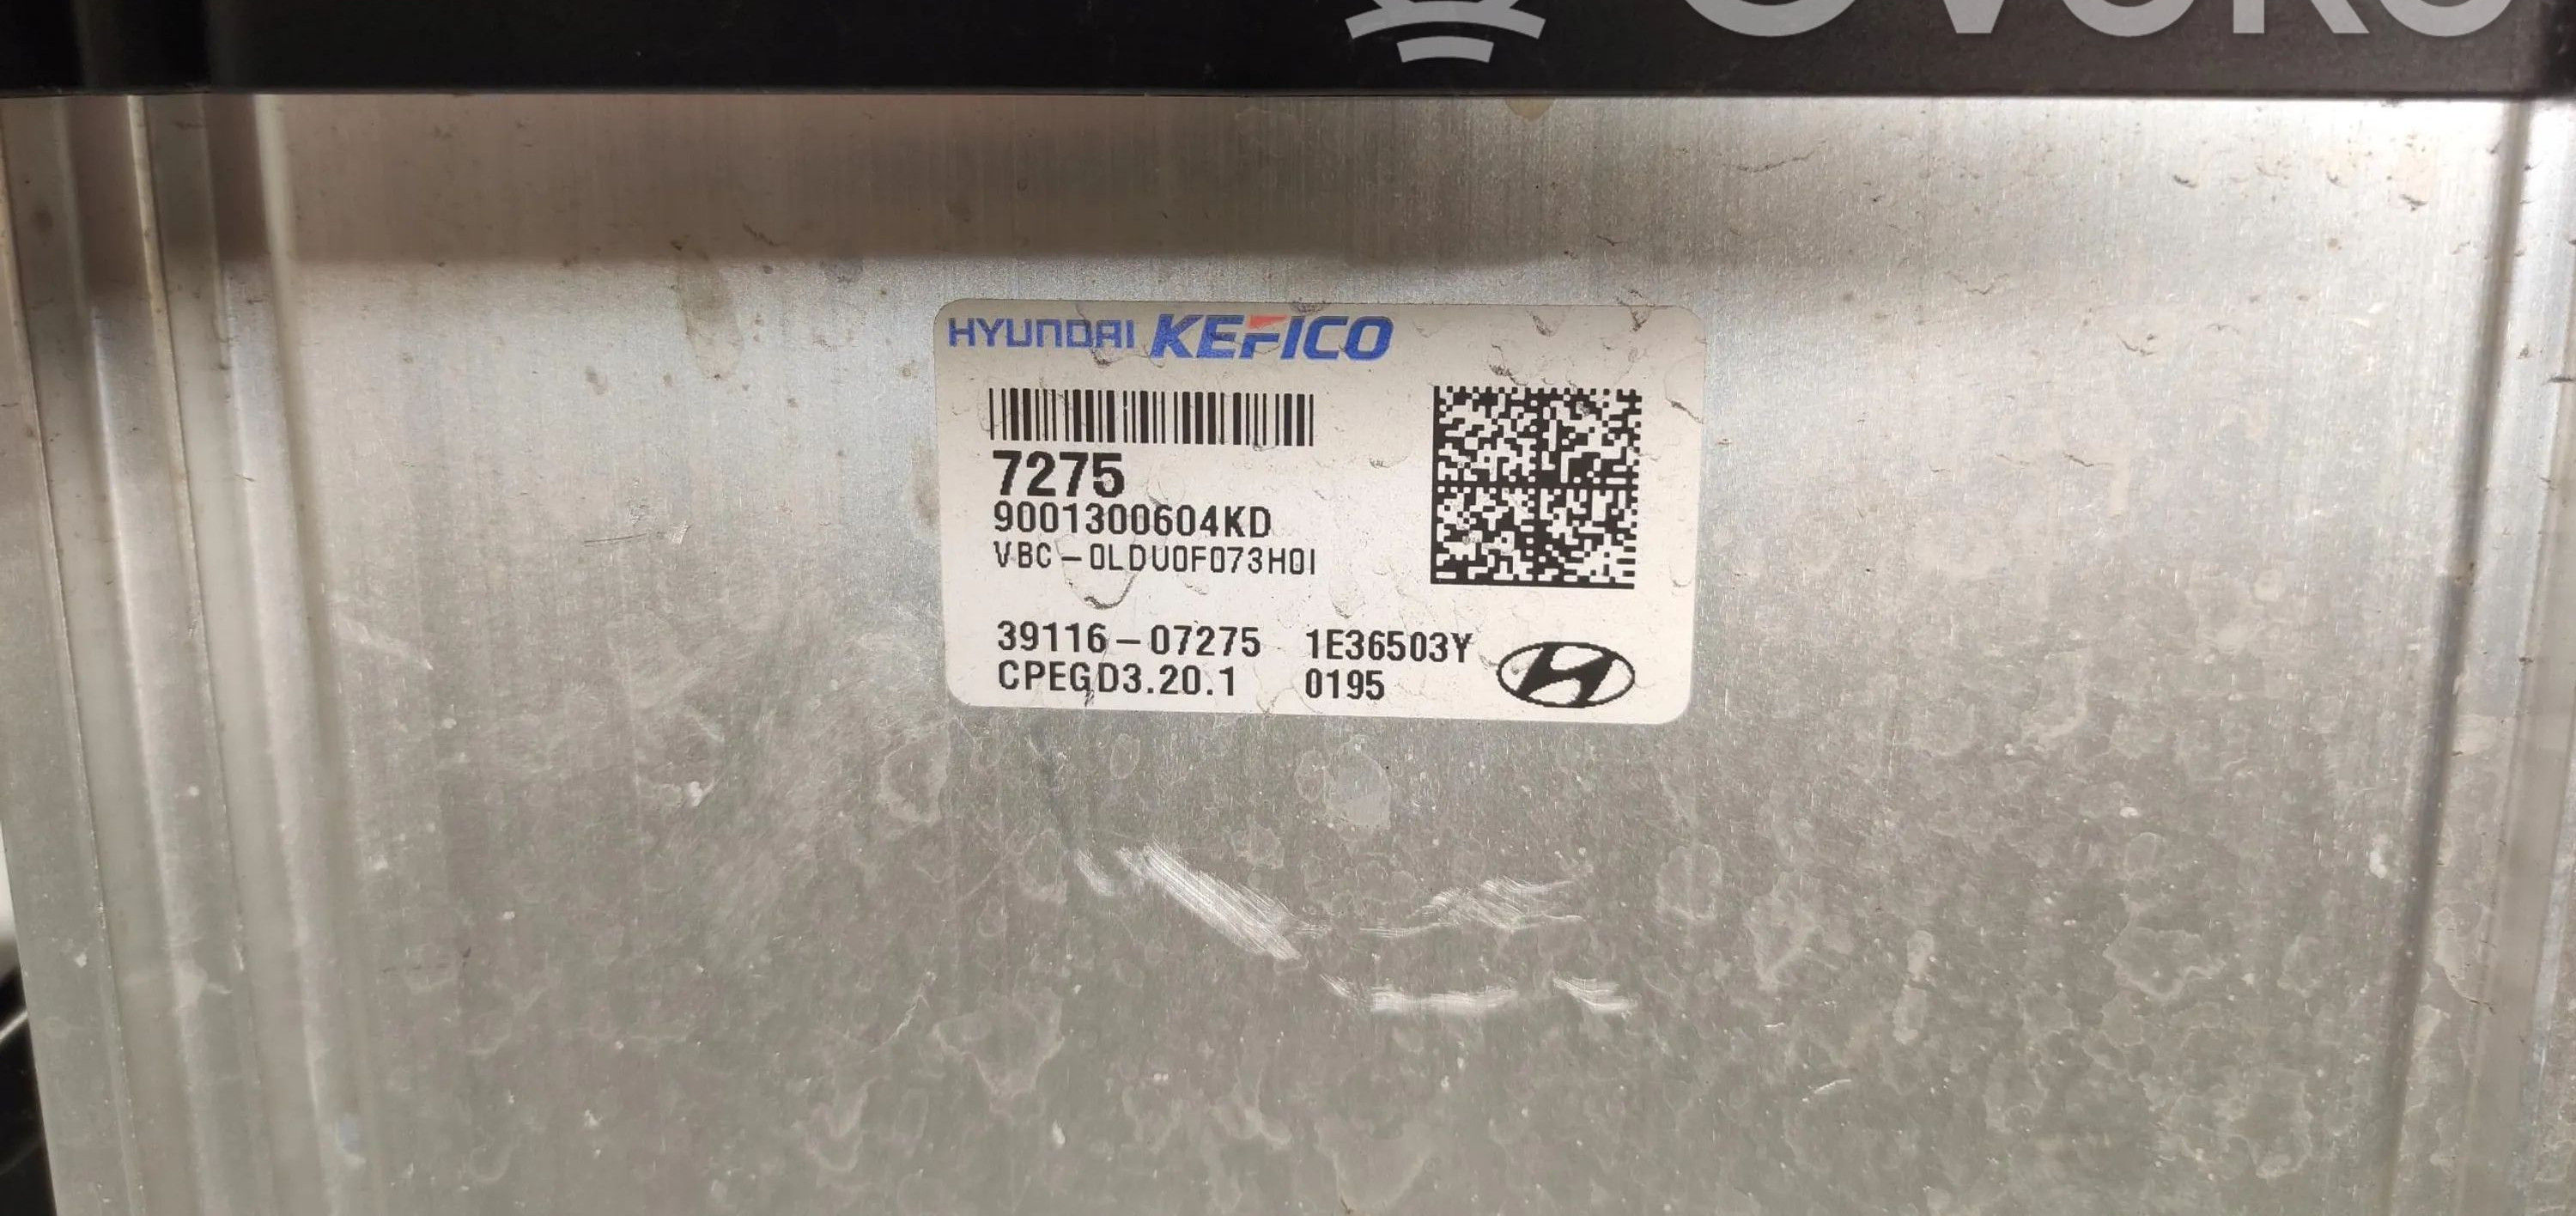 HYUNDAI KEFICO
7275
9001300604KD
VBC-0LDU0F073H0I
39116-07275 1E36503Y
CPEGD3.20.1 0195